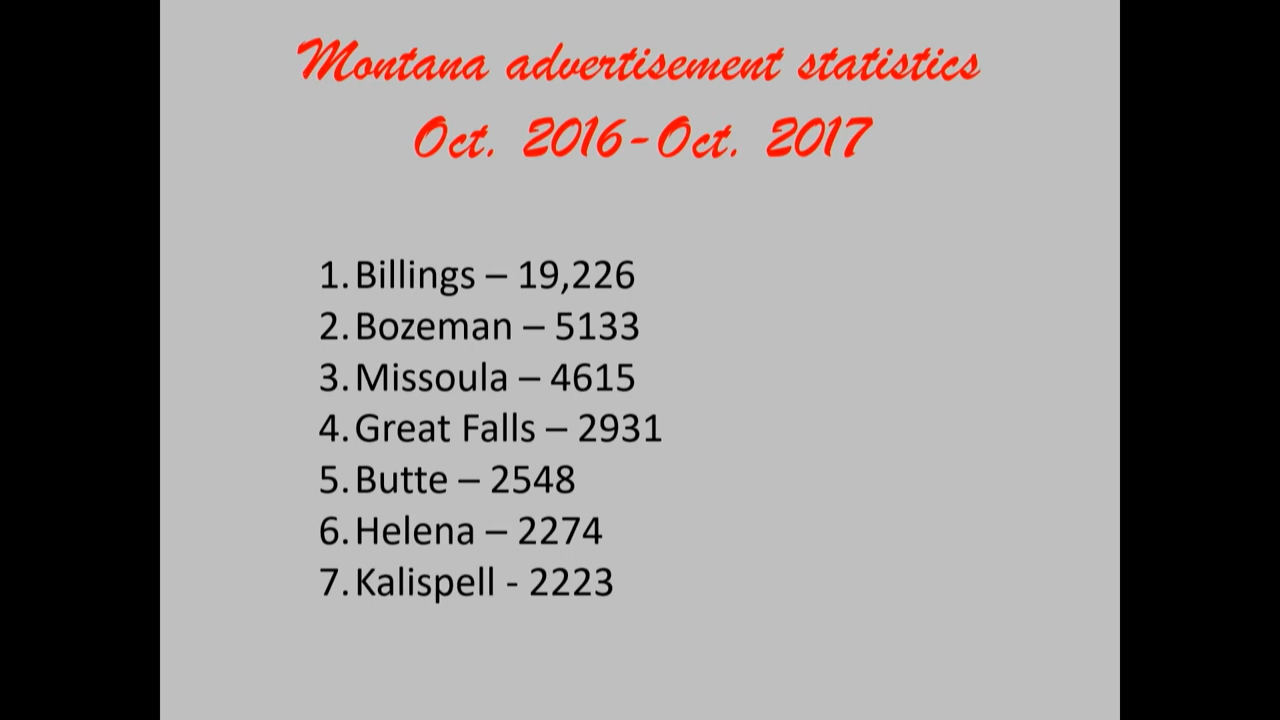 Montana advertisement statistics
Oct. 2016-Oct. 2017
1. Billings – 19,226
2. Bozeman – 5133
3. Missoula – 4615
4. Great Falls – 2931
5. Butte – 2548
6. Helena – 2274
7. Kalispell - 2223